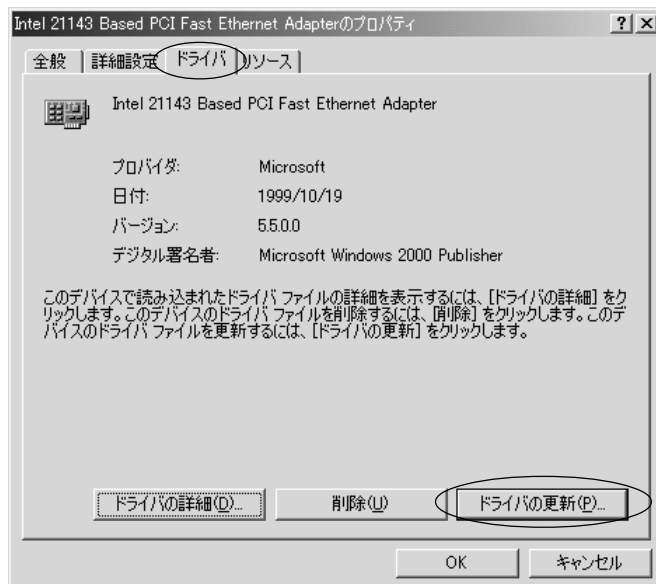 Intel 21143 Based PCI Fast Ethernet Adapterのプロパティ
全般 詳細設定 ドライバ リソース
Intel 21143 Based PCI Fast Ethernet Adapter
プロバイダ: Microsoft
日付: 1999/10/19
バージョン: 5.5.0.0
デジタル署名者: Microsoft Windows 2000 Publisher
このデバイスで読み込まれたドライバ ファイルの詳細を表示するには、[ドライバの詳細] をク
リックします。このデバイスのドライバ ファイルを削除するには、[削除] をクリックします。このデ
バイスのドライバ ファイルを更新するには、[ドライバの更新] をクリックします。
ドライバの詳細(D)... 削除(U) ドライバの更新(P)...
OK キャンセル